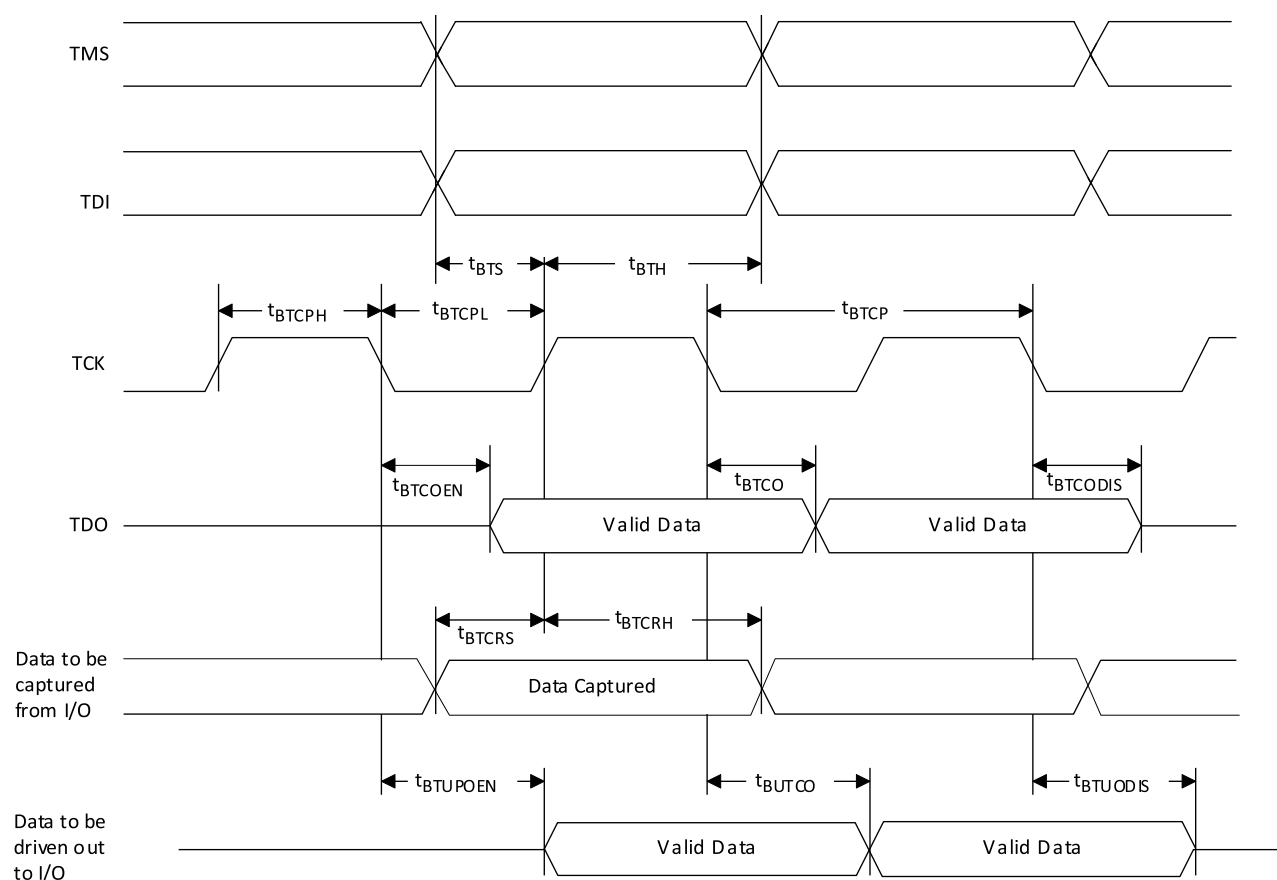 TMS
TDI
tBTS
tBTH
tBTCPH
tBTCPL
tBTCP
TCK
tBTCOEN
tBTCO
tBTCODIS
TDO
Valid Data
Valid Data
tBTCRS
tBTCRH
Data to be
captured
from I/O
Data Captured
tBTUPOEN
tBUTCO
tBTUODIS
Data to be
driven out
to I/O
Valid Data
Valid Data